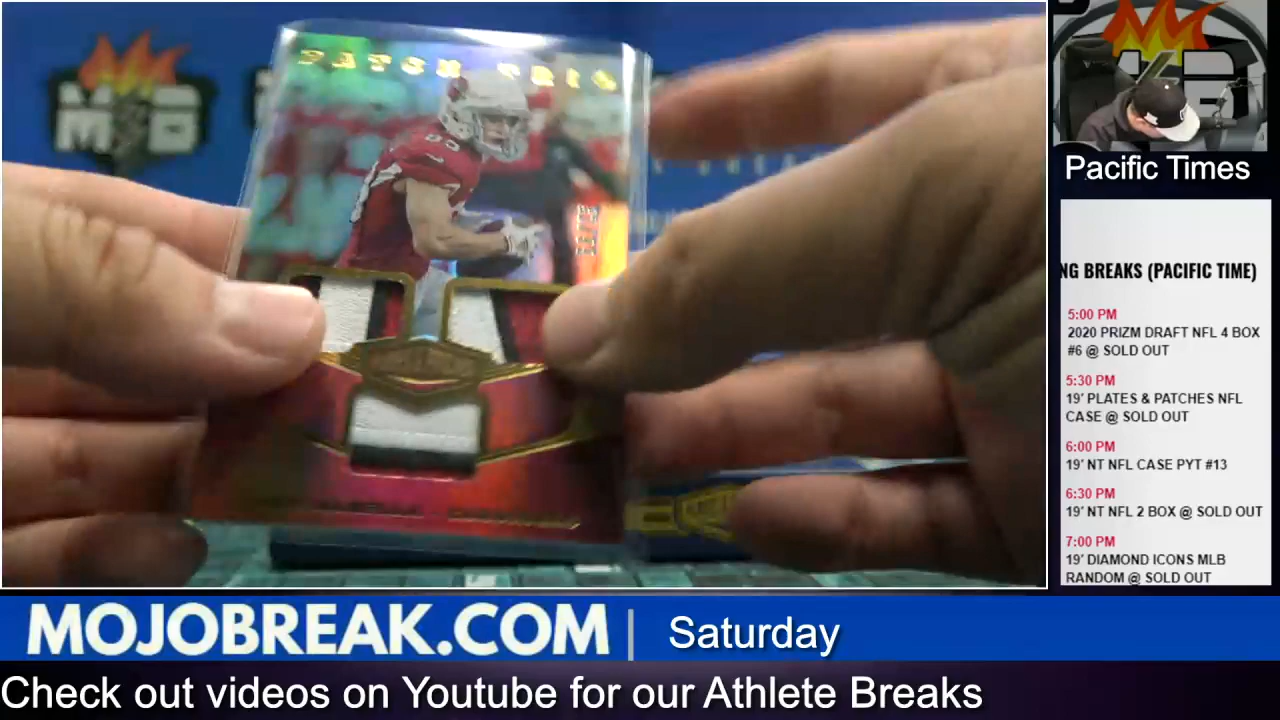 PATCH TRIO
MOJOBREAK.COM
Saturday
Check out videos on Youtube for our Athlete Breaks
Pacific Times
NG BREAKS (PACIFIC TIME)
5:00 PM
2020 PRIZM DRAFT NFL 4 BOX
#6 @ SOLD OUT
5:30 PM
19' PLATES & PATCHES NFL
CASE @ SOLD OUT
6:00 PM
19' NT NFL CASE PYT #13
6:30 PM
19' NT NFL 2 BOX @ SOLD OUT
7:00 PM
19' DIAMOND ICONS MLB
RANDOM @ SOLD OUT